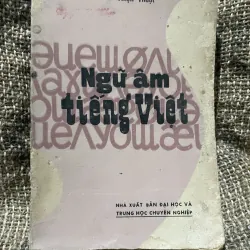 Ngữ âm
tiếng Việt
NHÀ XUẤT BẢN ĐẠI HỌC VÀ
TRUNG HỌC CHUYÊN NGHIỆP